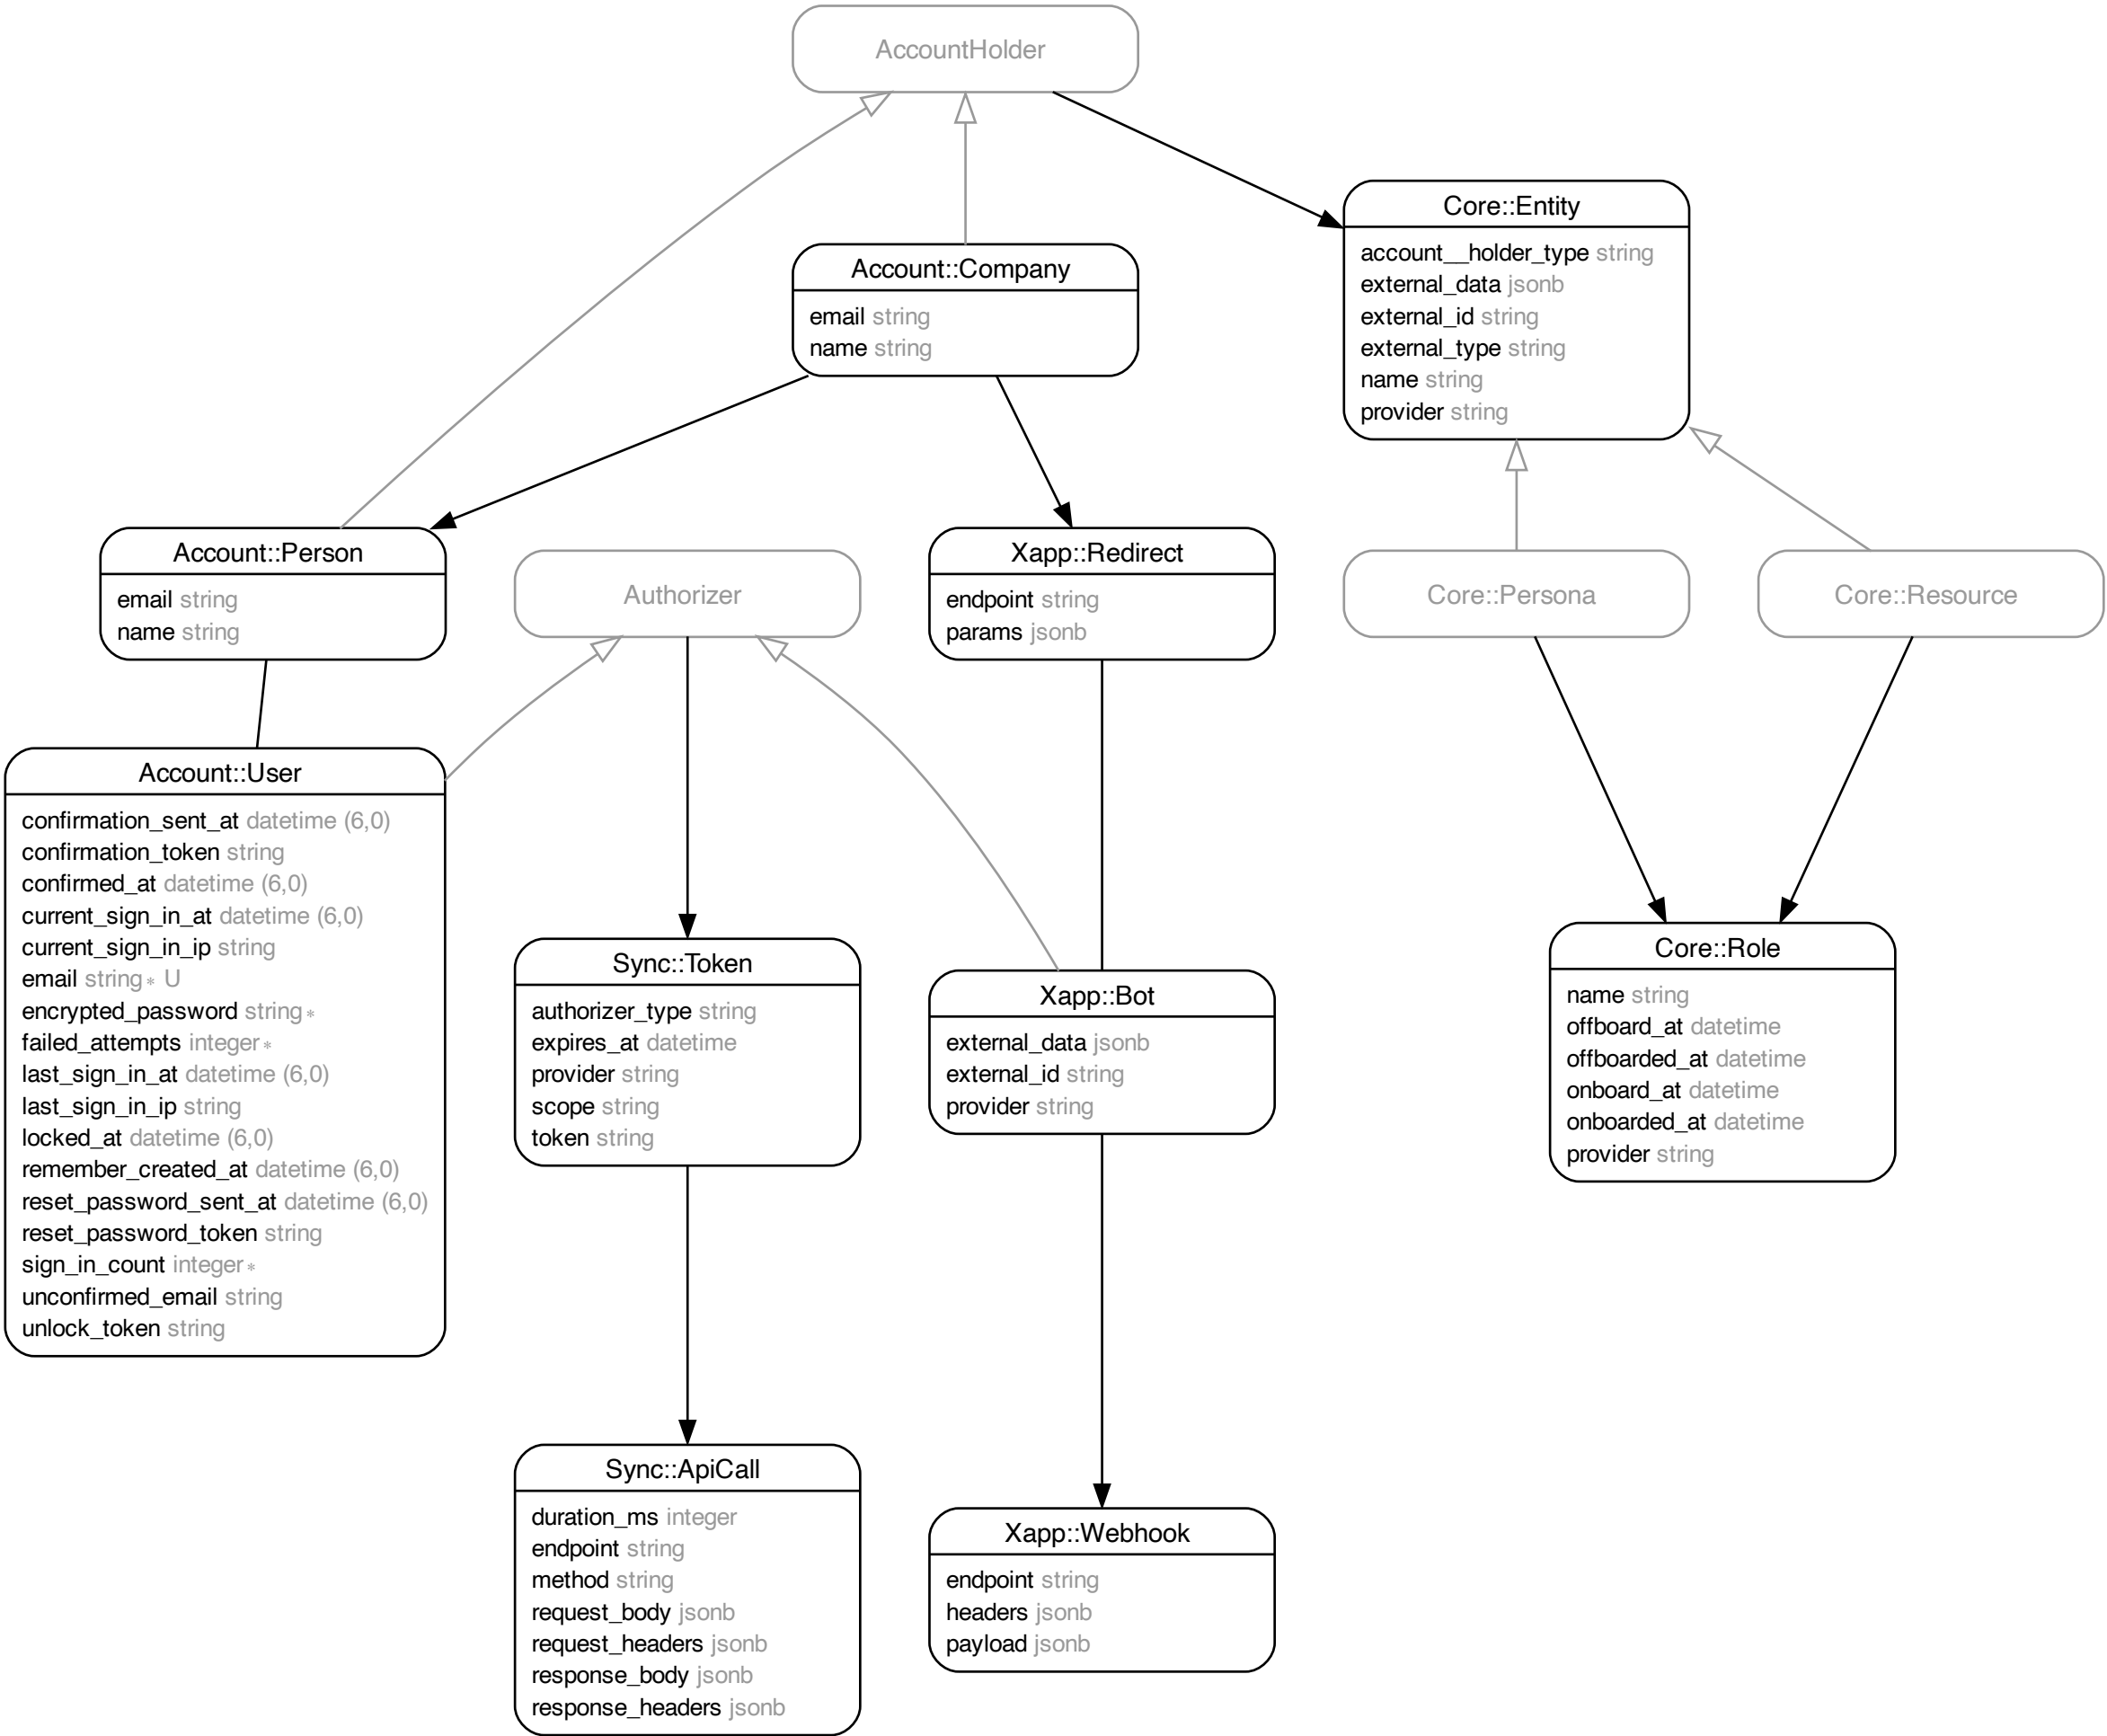 AccountHolder
Core::Entity
account__holder_type string
external_data jsonb
external_id string
external_type string
name string
provider string
Account::Company
email string
name string
Account::Person
email string
name string
Authorizer
Xapp::Redirect
endpoint string
params jsonb
Core::Persona
Core::Resource
Account::User
confirmation_sent_at datetime (6,0)
confirmation_token string
confirmed_at datetime (6,0)
current_sign_in_at datetime (6,0)
current_sign_in_ip string
email string* U
encrypted_password string*
failed_attempts integer*
last_sign_in_at datetime (6,0)
last_sign_in_ip string
locked_at datetime (6,0)
remember_created_at datetime (6,0)
reset_password_sent_at datetime (6,0)
reset_password_token string
sign_in_count integer*
unconfirmed_email string
unlock_token string
Sync::Token
authorizer_type string
expires_at datetime
provider string
scope string
token string
Xapp::Bot
external_data jsonb
external_id string
provider string
Core::Role
name string
offboard_at datetime
offboarded_at datetime
onboard_at datetime
onboarded_at datetime
provider string
Sync::ApiCall
duration_ms integer
endpoint string
method string
request_body jsonb
request_headers jsonb
response_body jsonb
response_headers jsonb
Xapp::Webhook
endpoint string
headers jsonb
payload jsonb